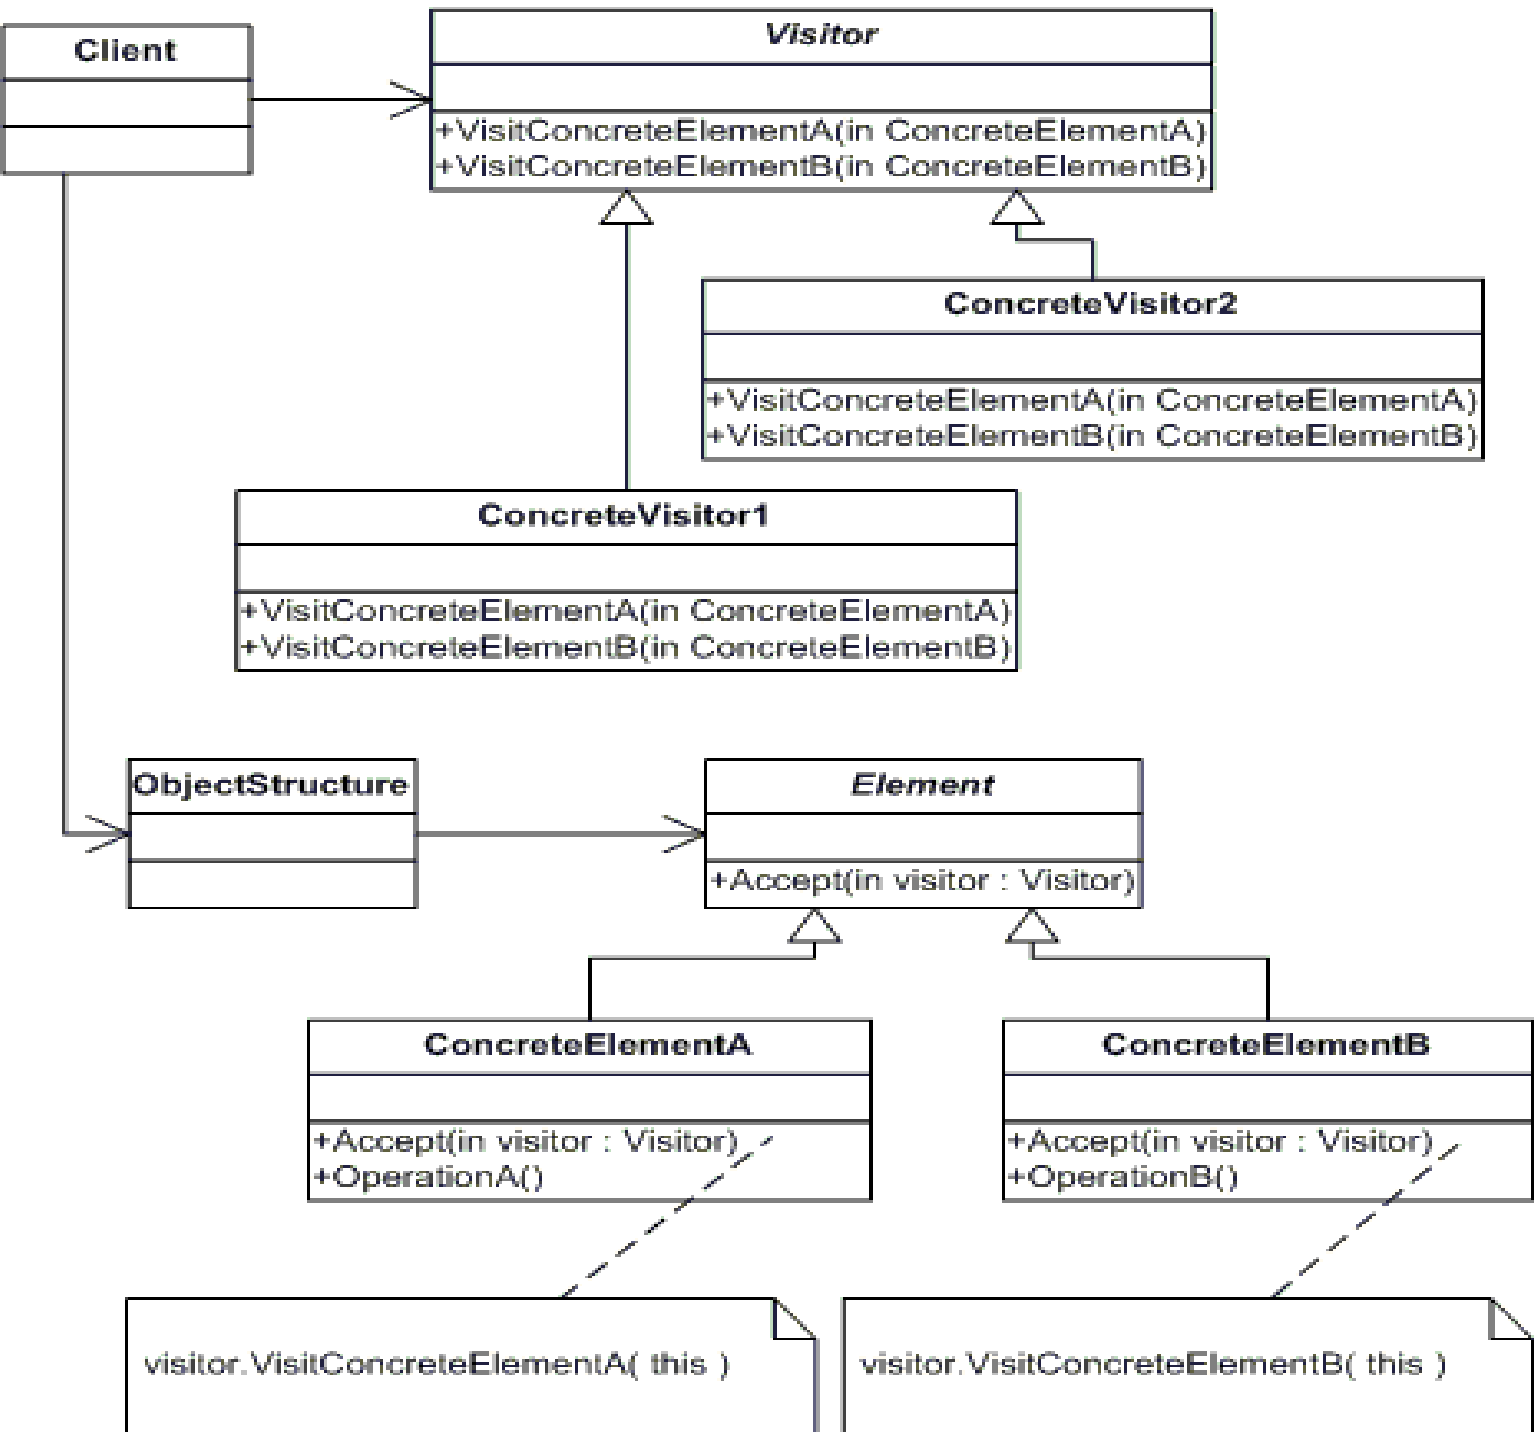 Client
Visitor
+VisitConcreteElementA(in ConcreteElementA)
+VisitConcreteElementB(in ConcreteElementB)
ConcreteVisitor2
+VisitConcreteElementA(in ConcreteElementA)
+VisitConcreteElementB(in ConcreteElementB)
ConcreteVisitor1
+VisitConcreteElementA(in ConcreteElementA)
+VisitConcreteElementB(in ConcreteElementB)
ObjectStructure
Element
+Accept(in visitor : Visitor)
ConcreteElementA
+Accept(in visitor : Visitor)
+OperationA()
ConcreteElementB
+Accept(in visitor : Visitor)
+OperationB()
visitor.VisitConcreteElementA( this )
visitor.VisitConcreteElementB( this )